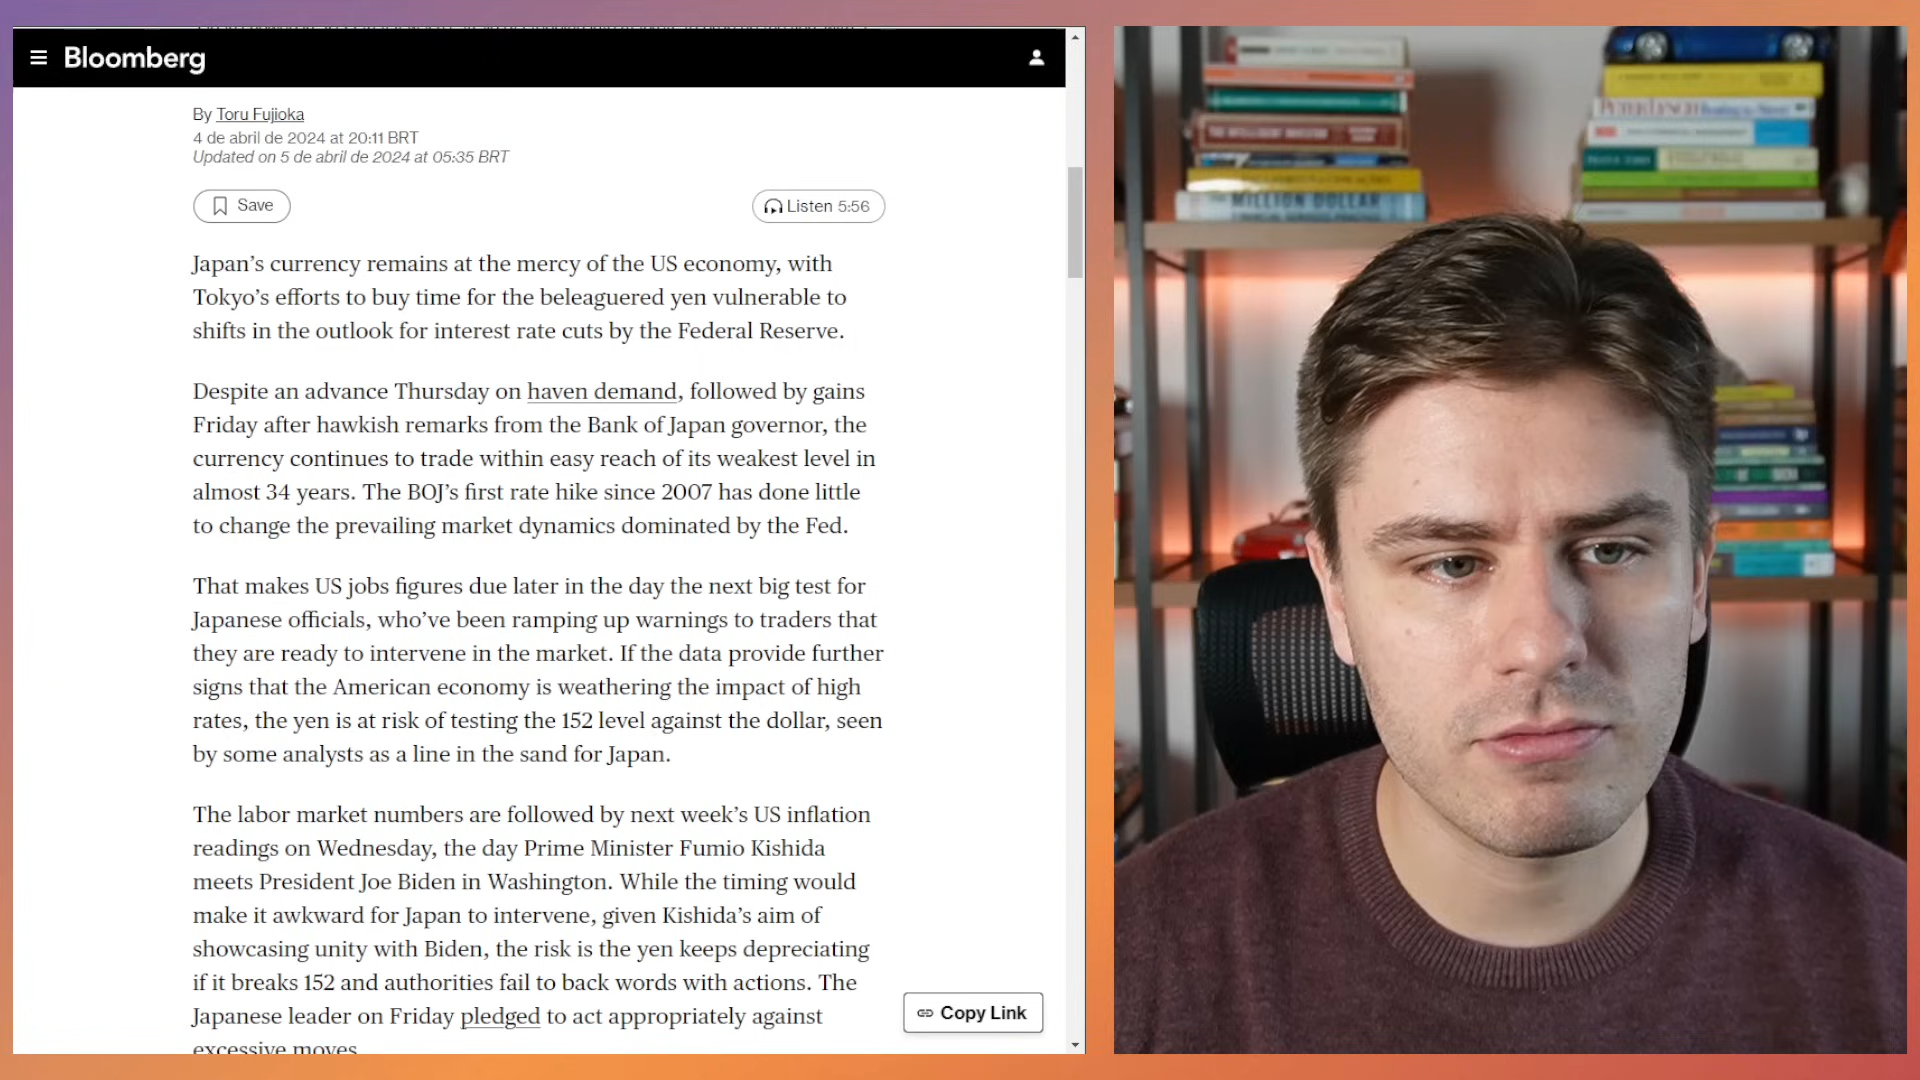 Bloomberg
By Toru Fujioka
4 de abril de 2024 at 20:11 BRT
Updated on 5 de abril de 2024 at 05:35 BRT
Save
Listen 5:56
Japan’s currency remains at the mercy of the US economy, with
Tokyo’s efforts to buy time for the beleaguered yen vulnerable to
shifts in the outlook for interest rate cuts by the Federal Reserve.
Despite an advance Thursday on haven demand, followed by gains
Friday after hawkish remarks from the Bank of Japan governor, the
currency continues to trade within easy reach of its weakest level in
almost 34 years. The BOJ’s first rate hike since 2007 has done little
to change the prevailing market dynamics dominated by the Fed.
That makes US jobs figures due later in the day the next big test for
Japanese officials, who’ve been ramping up warnings to traders that
they are ready to intervene in the market. If the data provide further
signs that the American economy is weathering the impact of high
rates, the yen is at risk of testing the 152 level against the dollar, seen
by some analysts as a line in the sand for Japan.
The labor market numbers are followed by next week’s US inflation
readings on Wednesday, the day Prime Minister Fumio Kishida
meets President Joe Biden in Washington. While the timing would
make it awkward for Japan to intervene, given Kishida’s aim of
showcasing unity with Biden, the risk is the yen keeps depreciating
if it breaks 152 and authorities fail to back words with actions. The
Japanese leader on Friday pledged to act appropriately against
excessive moves.
Copy Link
THE INTELLIGENT INVESTOR
MILLION DOLLAR
PETER LYNCH